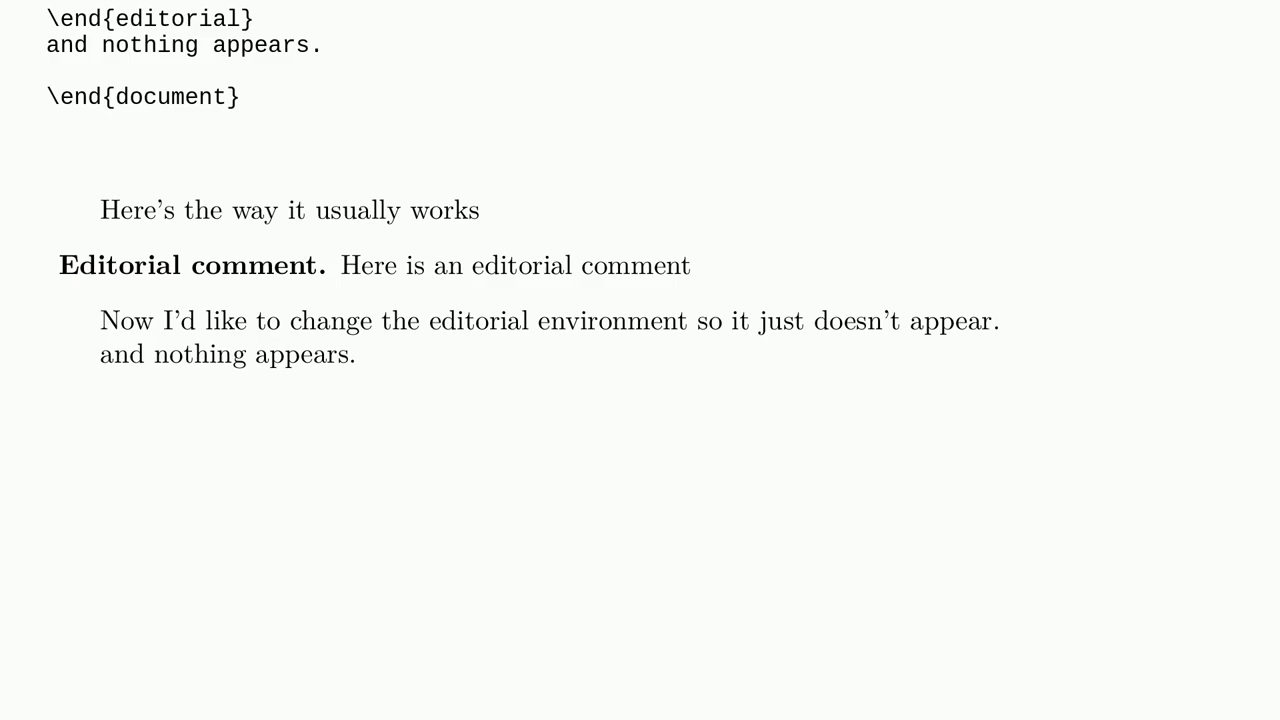 \end{editorial}
and nothing appears.
\end{document}
Here's the way it usually works
Editorial comment. Here is an editorial comment
Now I'd like to change the editorial environment so it just doesn't appear.
and nothing appears.